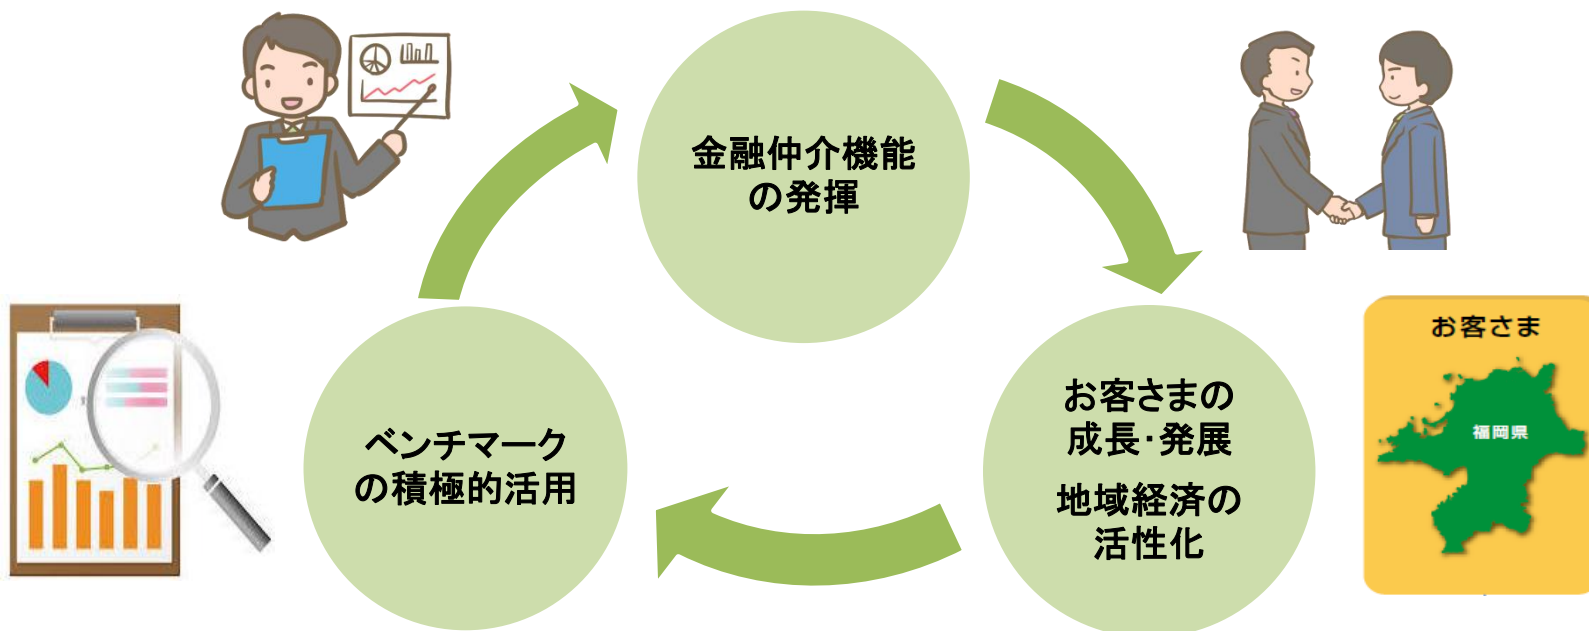 金融仲介機能
の発揮
お客さまの
成長・発展
地域経済の
活性化
ベンチマーク
の積極的活用
お客さま
福岡県